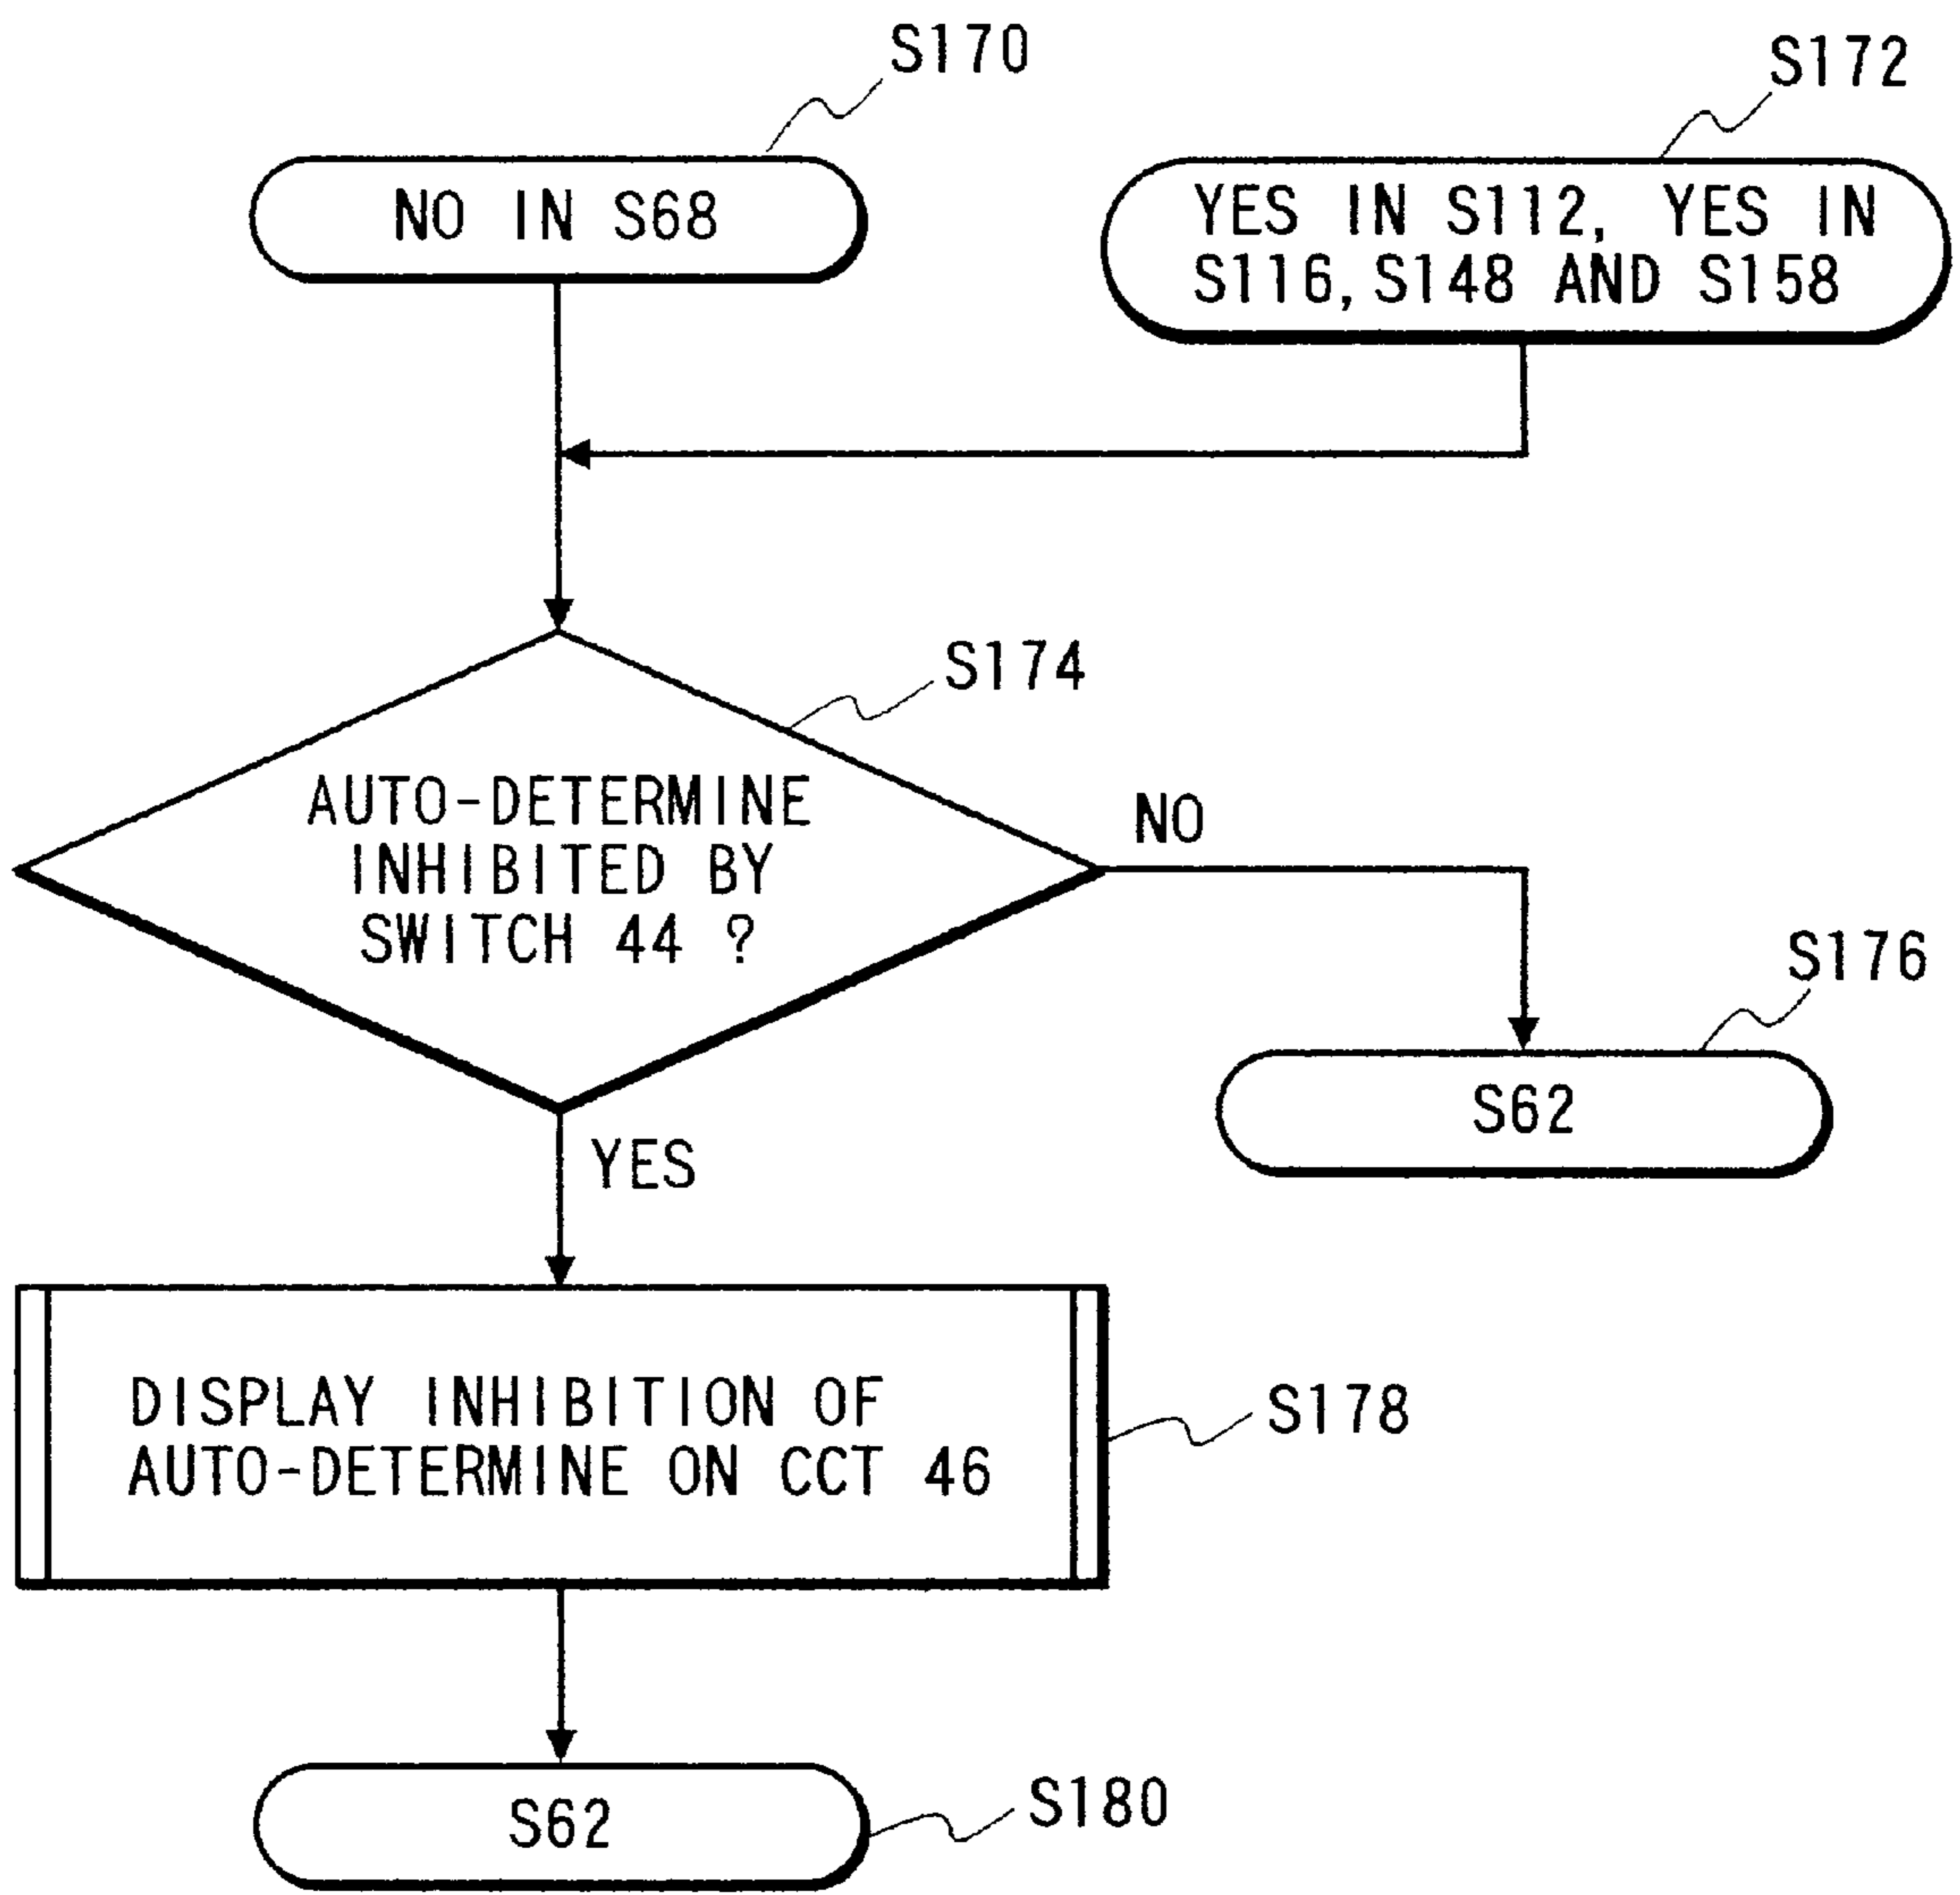 S170
S172
NO IN S68
YES IN S112, YES IN
S116, S148 AND S158
S174
AUTO-DETERMINE
INHIBITED BY
SWITCH 44 ?
NO
S176
S62
YES
DISPLAY INHIBITION OF
AUTO-DETERMINE ON CCT 46
S178
S62
S180